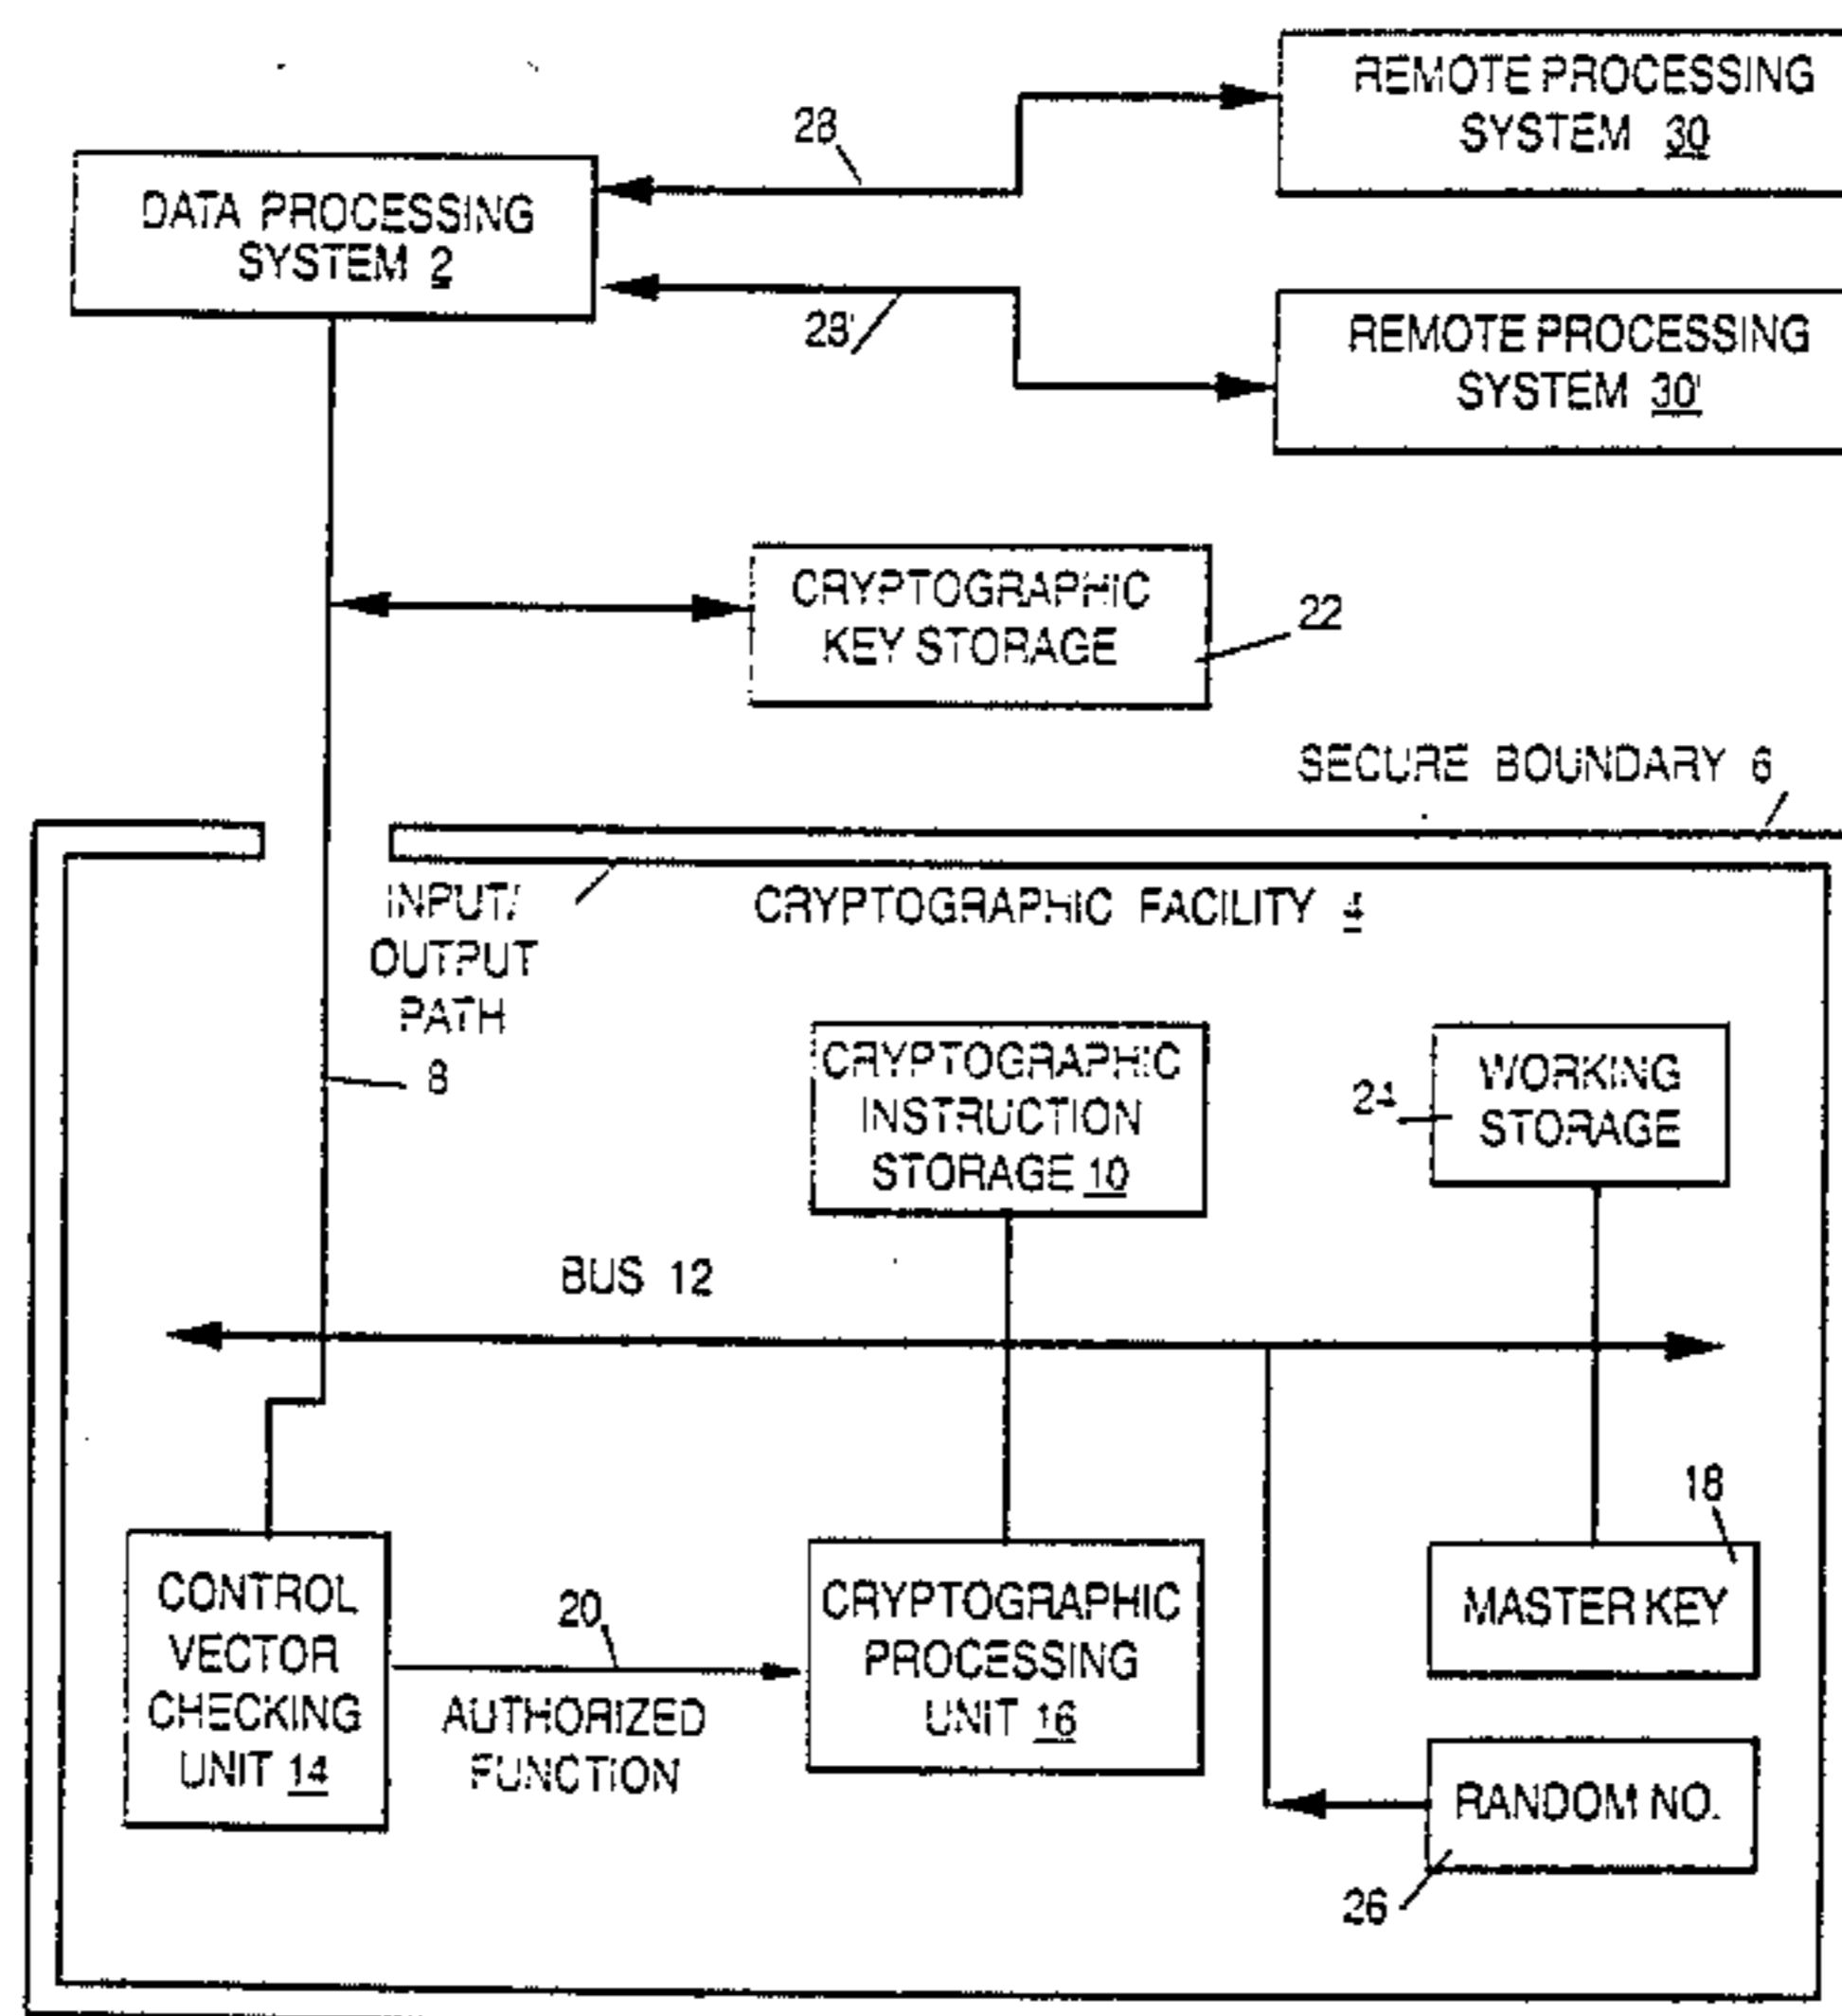 REMOTE PROCESSING
SYSTEM 30
28
DATA PROCESSING
SYSTEM 2
28'
REMOTE PROCESSING
SYSTEM 30'
CRYPTOGRAPHIC
KEY STORAGE
22
SECURE BOUNDARY 6
INPUT/
OUTPUT
PATH
CRYPTOGRAPHIC FACILITY 4
8
CRYPTOGRAPHIC
INSTRUCTION
STORAGE 10
24
WORKING
STORAGE
BUS 12
18
CONTROL
VECTOR
CHECKING
UNIT 14
20
AUTHORIZED
FUNCTION
CRYPTOGRAPHIC
PROCESSING
UNIT 16
MASTER KEY
RANDOM NO.
26